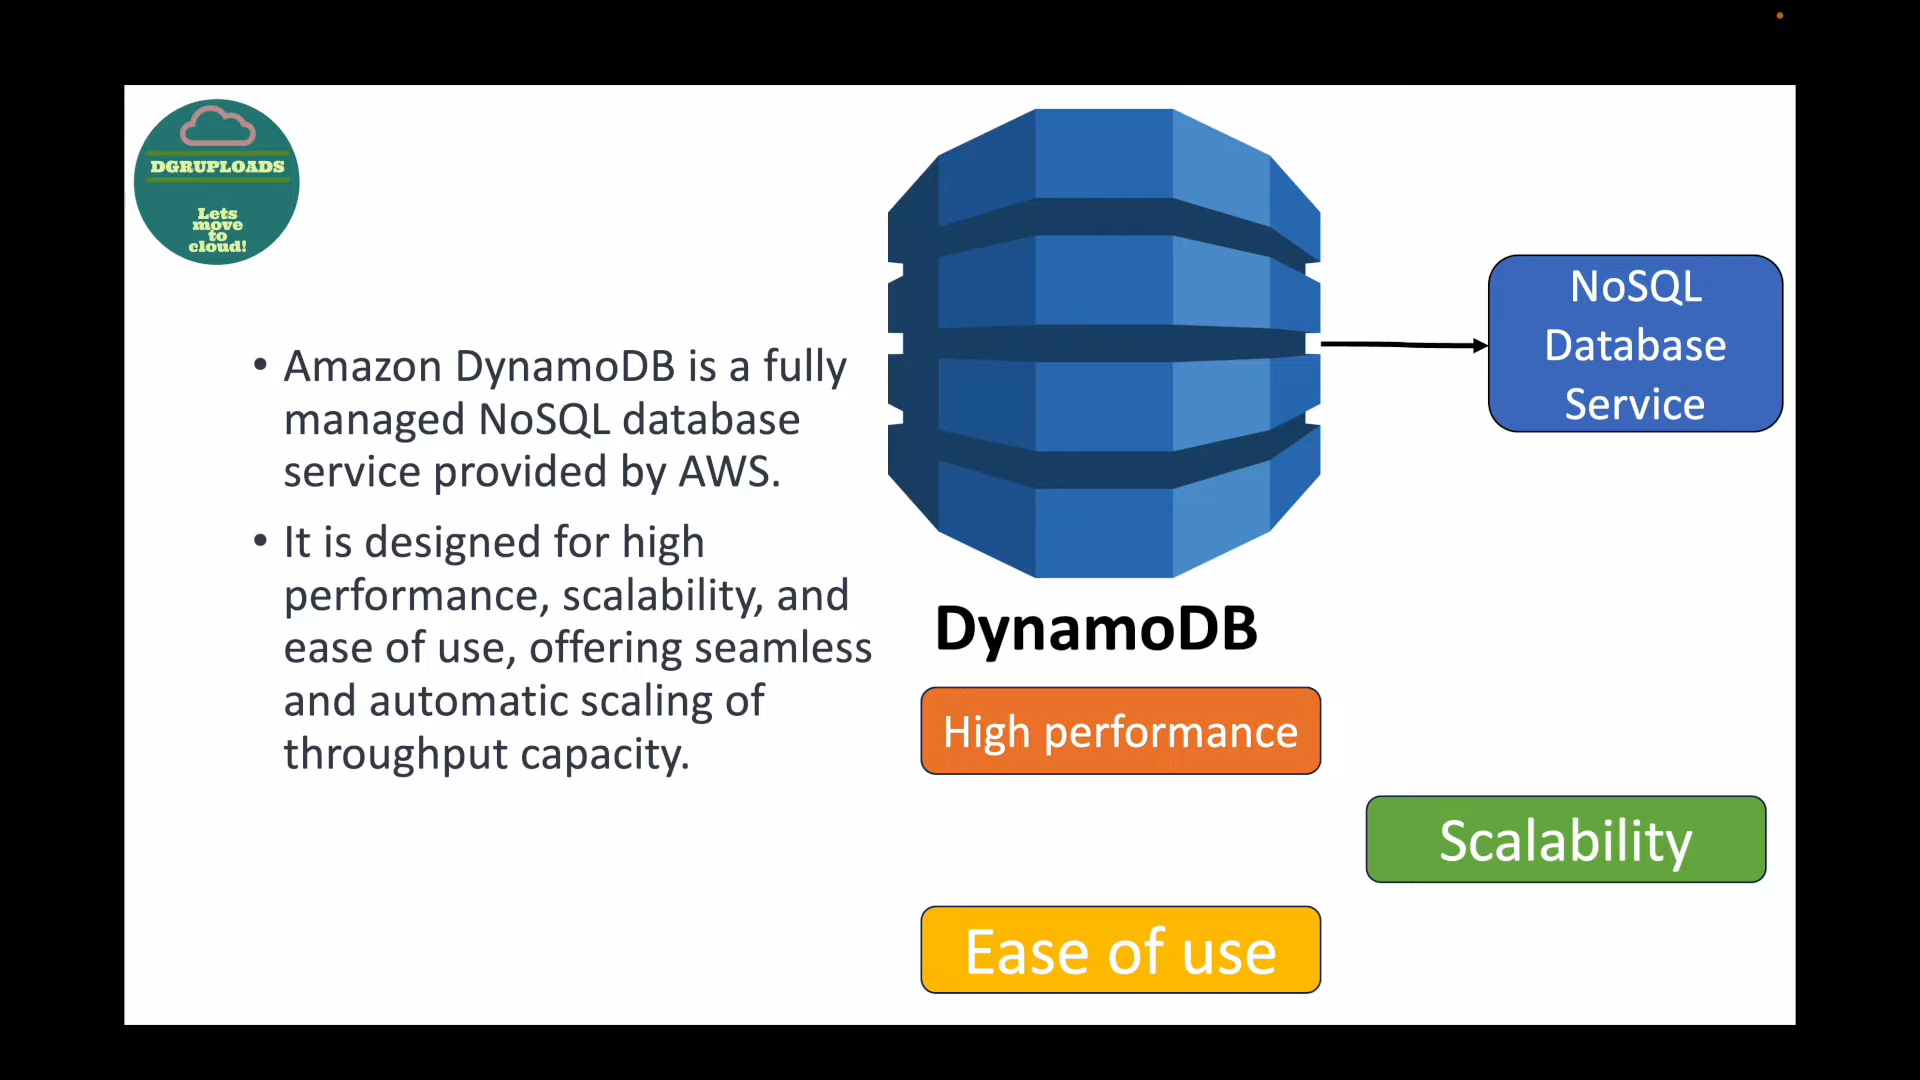 DGRUPLOADS
Lets
move
to
cloud!
• Amazon DynamoDB is a fully
managed NoSQL database
service provided by AWS.
• It is designed for high
performance, scalability, and
ease of use, offering seamless
and automatic scaling of
throughput capacity.
NoSQL
Database
Service
DynamoDB
High performance
Scalability
Ease of use